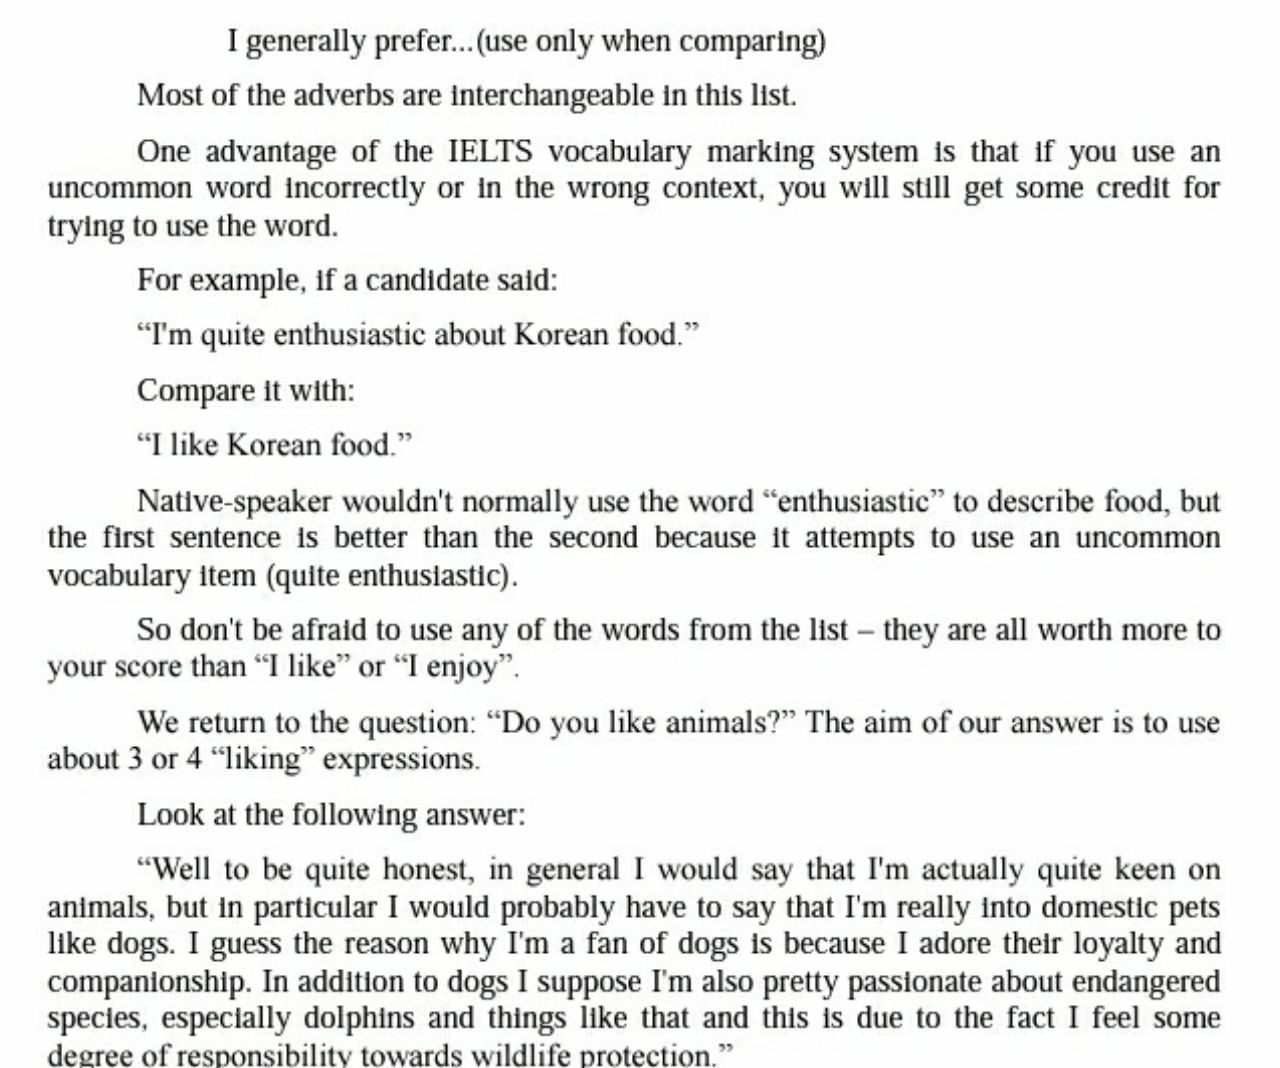 I generally prefer...(use only when comparing)
Most of the adverbs are interchangeable in this list.
One advantage of the IELTS vocabulary marking system is that if you use an
uncommon word incorrectly or in the wrong context, you will still get some credit for
trying to use the word.
For example, if a candidate said:
“I'm quite enthusiastic about Korean food.”
Compare it with:
“I like Korean food.”
Native-speaker wouldn't normally use the word “enthusiastic” to describe food, but
the first sentence is better than the second because it attempts to use an uncommon
vocabulary item (quite enthusiastic).
So don't be afraid to use any of the words from the list – they are all worth more to
your score than “I like” or “I enjoy”.
We return to the question: “Do you like animals?” The aim of our answer is to use
about 3 or 4 “liking” expressions.
Look at the following answer:
“Well to be quite honest, in general I would say that I'm actually quite keen on
animals, but in particular I would probably have to say that I'm really into domestic pets
like dogs. I guess the reason why I'm a fan of dogs is because I adore their loyalty and
companionship. In addition to dogs I suppose I'm also pretty passionate about endangered
species, especially dolphins and things like that and this is due to the fact I feel some
degree of responsibility towards wildlife protection.”